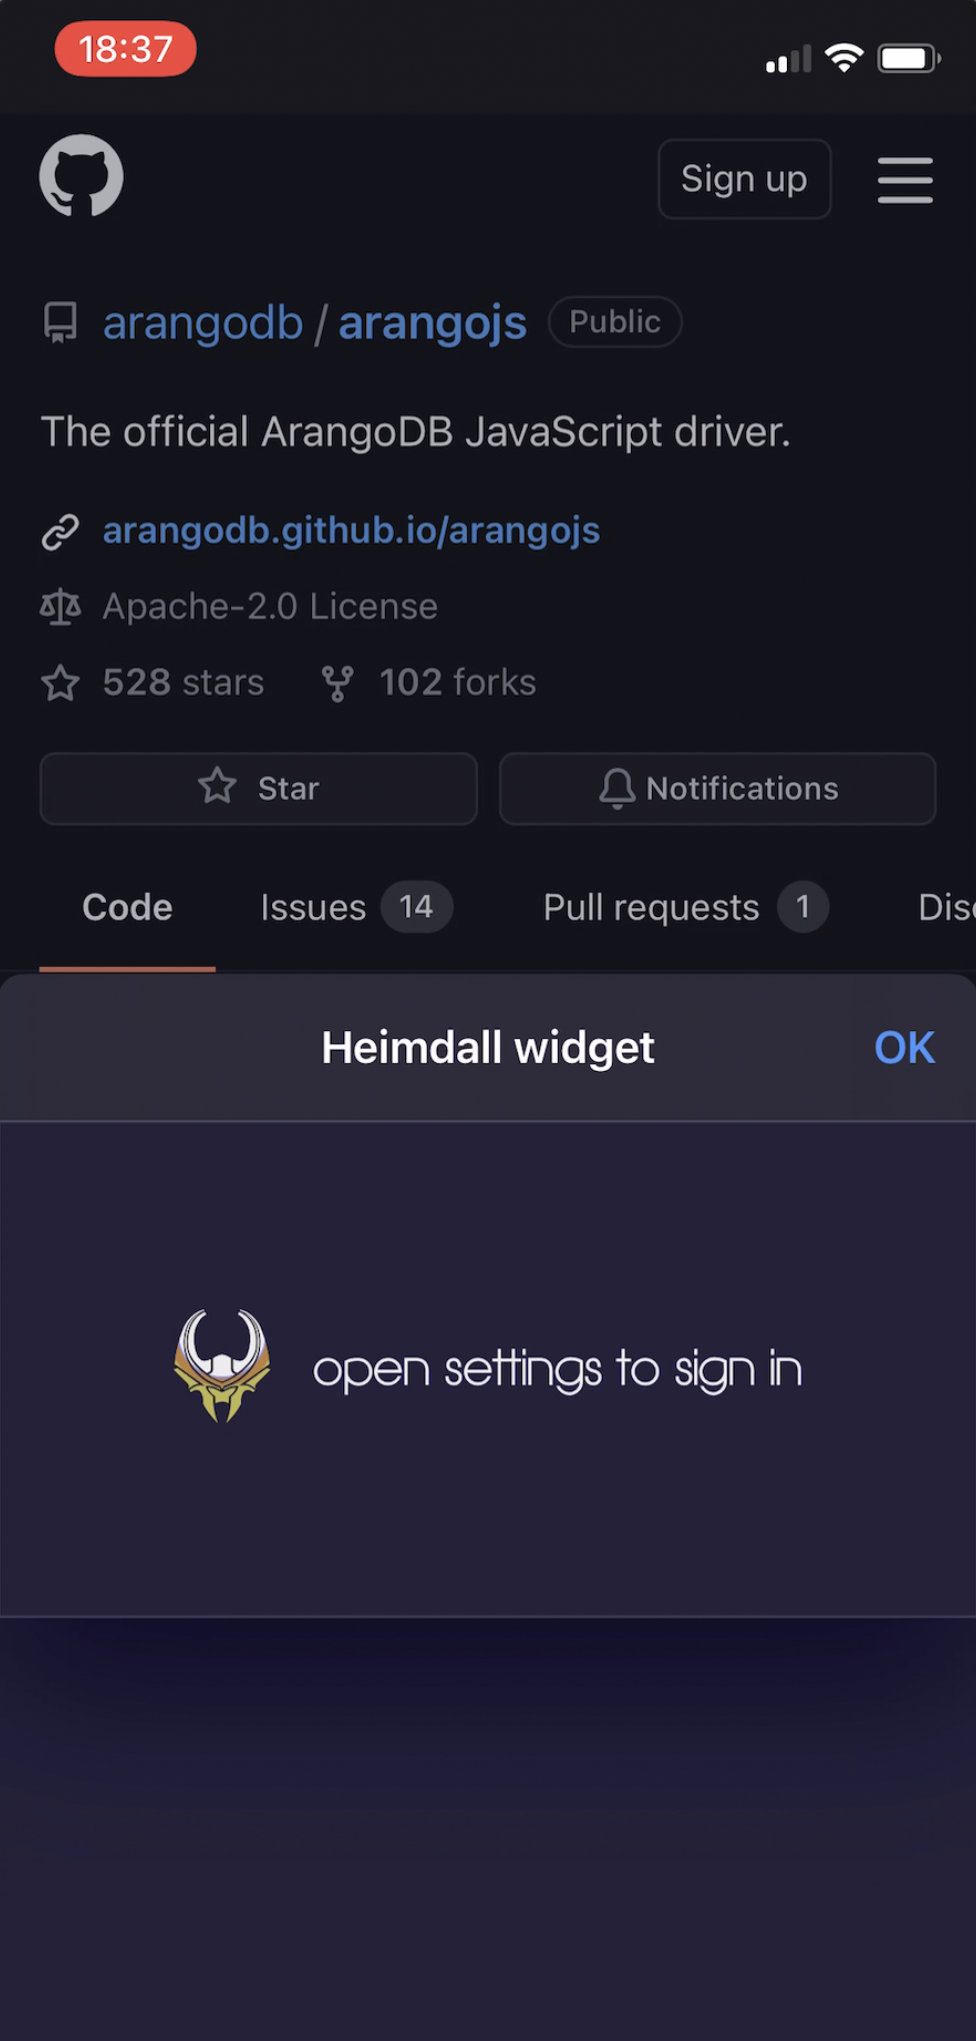 18:37
Sign up
arangodb / arangojs Public
The official ArangoDB JavaScript driver.
arangodb.github.io/arangojs
Apache-2.0 License
528 stars 102 forks
Star Notifications
Code Issues 14 Pull requests 1 Disc
Heimdall widget OK
open settings to sign in